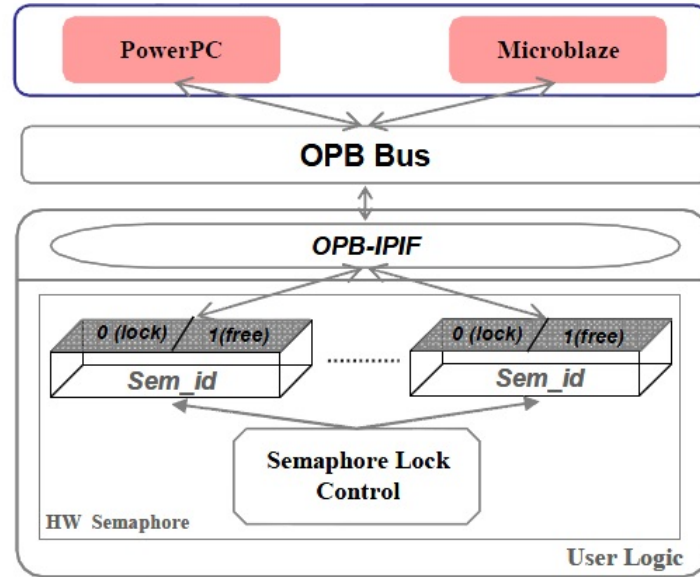 PowerPC
Microblaze
OPB Bus
OPB-IPIF
0 (lock) 1(free)
0 (lock) 1(free)
Sem_id
Sem_id
Semaphore Lock
Control
HW Semaphore
User Logic